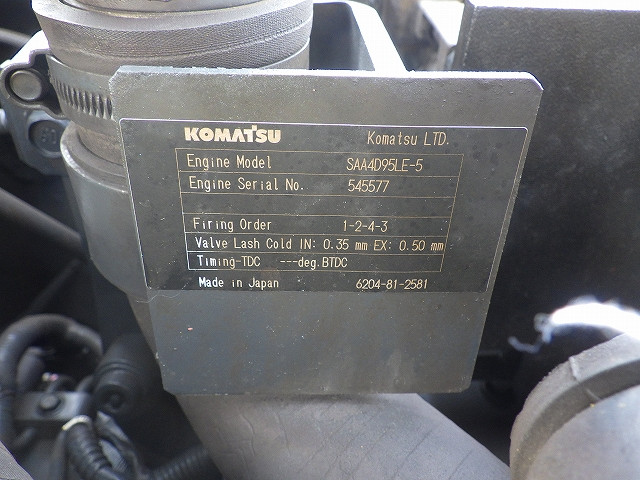 KOMATSU Komatsu LTD.
Engine Model SAA4D95LE-5
Engine Serial No. 545577
Firing Order 1-2-4-3
Valve Lash Cold IN: 0.35 mm EX: 0.50 mm
Timing-TDC ---deg.BTDC
Made in Japan 6204-81-2581